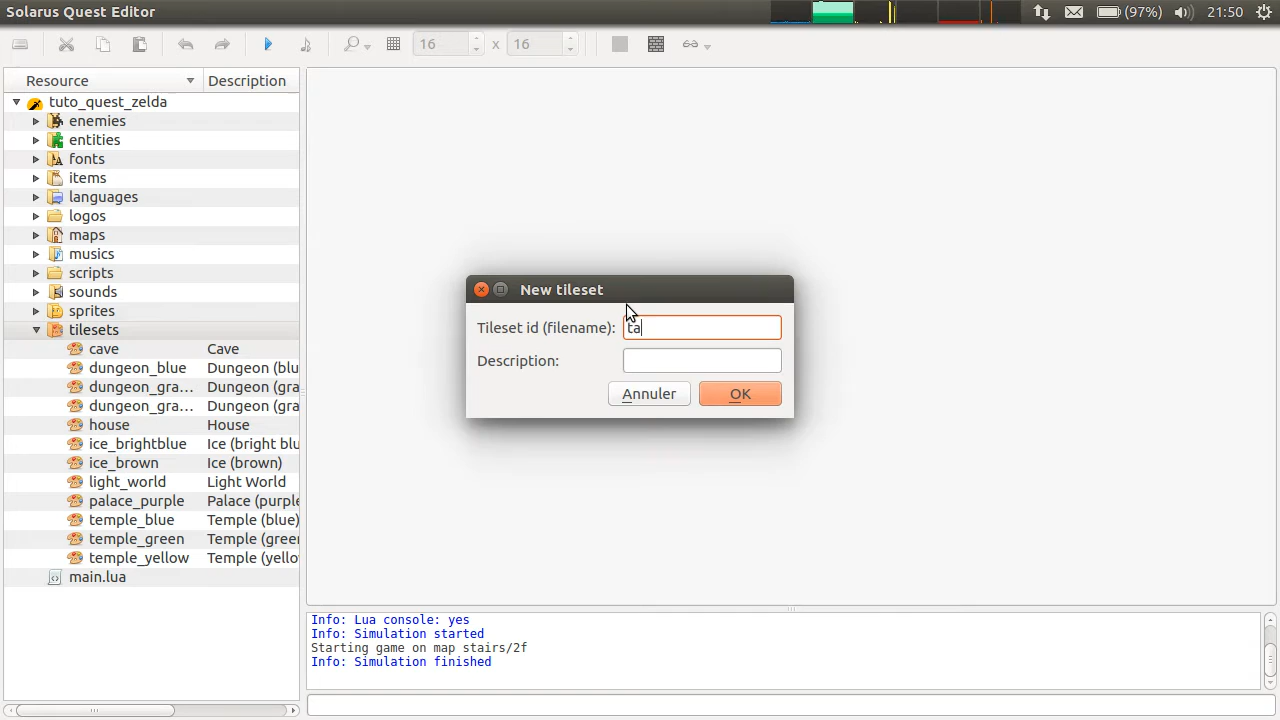 Solarus Quest Editor
(97%)
21:50
16
x
16
Resource
Description
tuto_quest_zelda
enemies
entities
fonts
items
languages
logos
maps
musics
scripts
sounds
sprites
tilesets
cave Cave
dungeon_blue Dungeon (blu
dungeon_gra... Dungeon (gra
dungeon_gra... Dungeon (gra
house House
ice_brightblue Ice (bright blu
ice_brown Ice (brown)
light_world Light World
palace_purple Palace (purple
temple_blue Temple (blue)
temple_green Temple (green
temple_yellow Temple (yello
main.lua
New tileset
Tileset id (filename): ta
Description:
Annuler
OK
Info: Lua console: yes
Info: Simulation started
Starting game on map stairs/2f
Info: Simulation finished